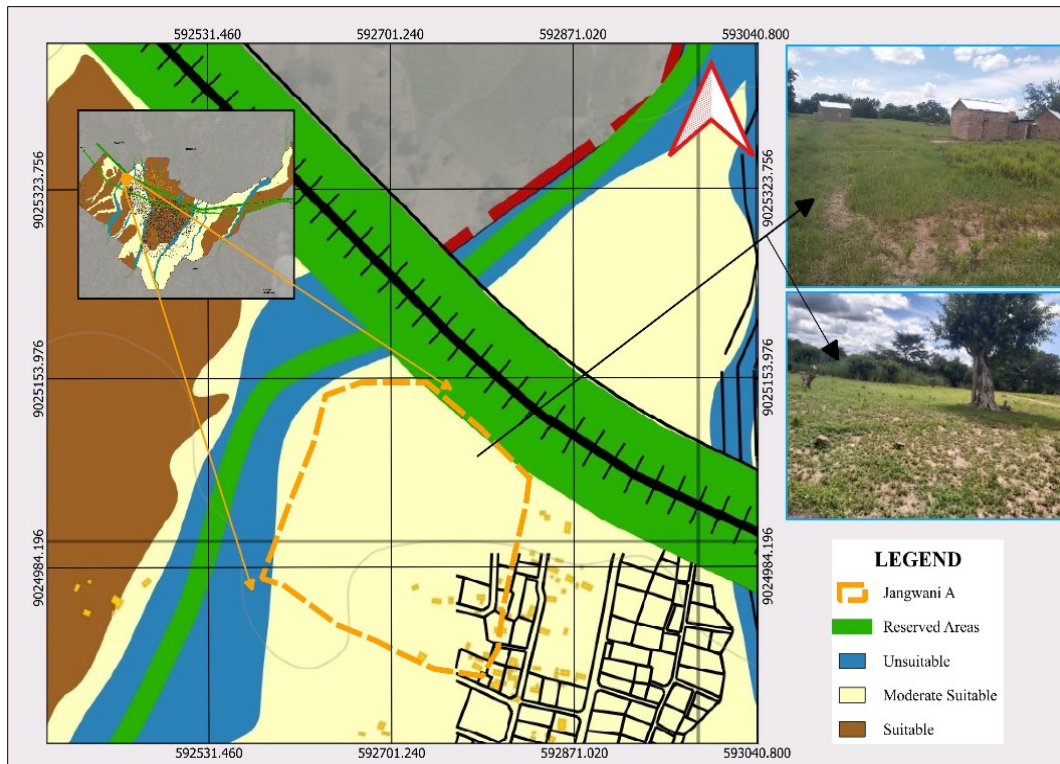 592531.460 592701.240 592871.020 593040.800
9025323.756 9025323.756
9025153.976 9025153.976
9024984.196 9024984.196
592531.460 592701.240 592871.020 593040.800
LEGEND
Jangwani A
Reserved Areas
Unsuitable
Moderate Suitable
Suitable